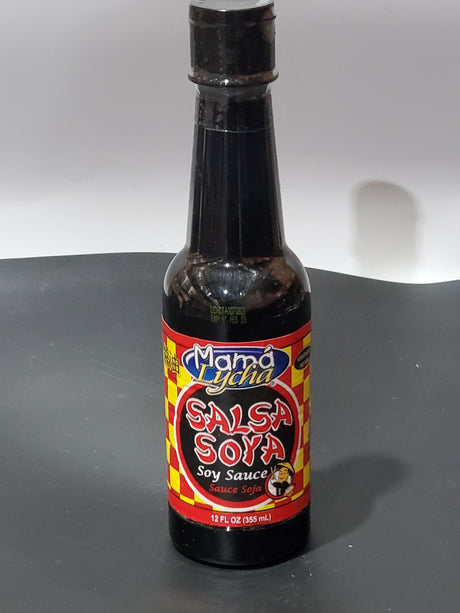 Mamá
Lycha
SALSA
SOYA
Soy Sauce
Sauce Soja
12 FL OZ (355 mL)